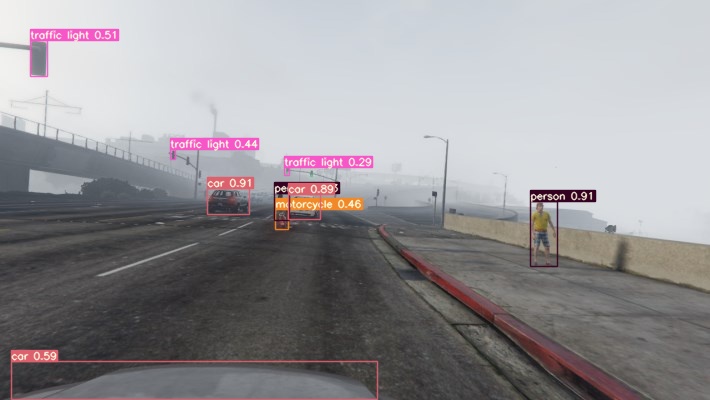 traffic light 0.51
traffic light 0.44
traffic light 0.29
car 0.91
car 0.89
motorcycle 0.46
person 0.91
car 0.59